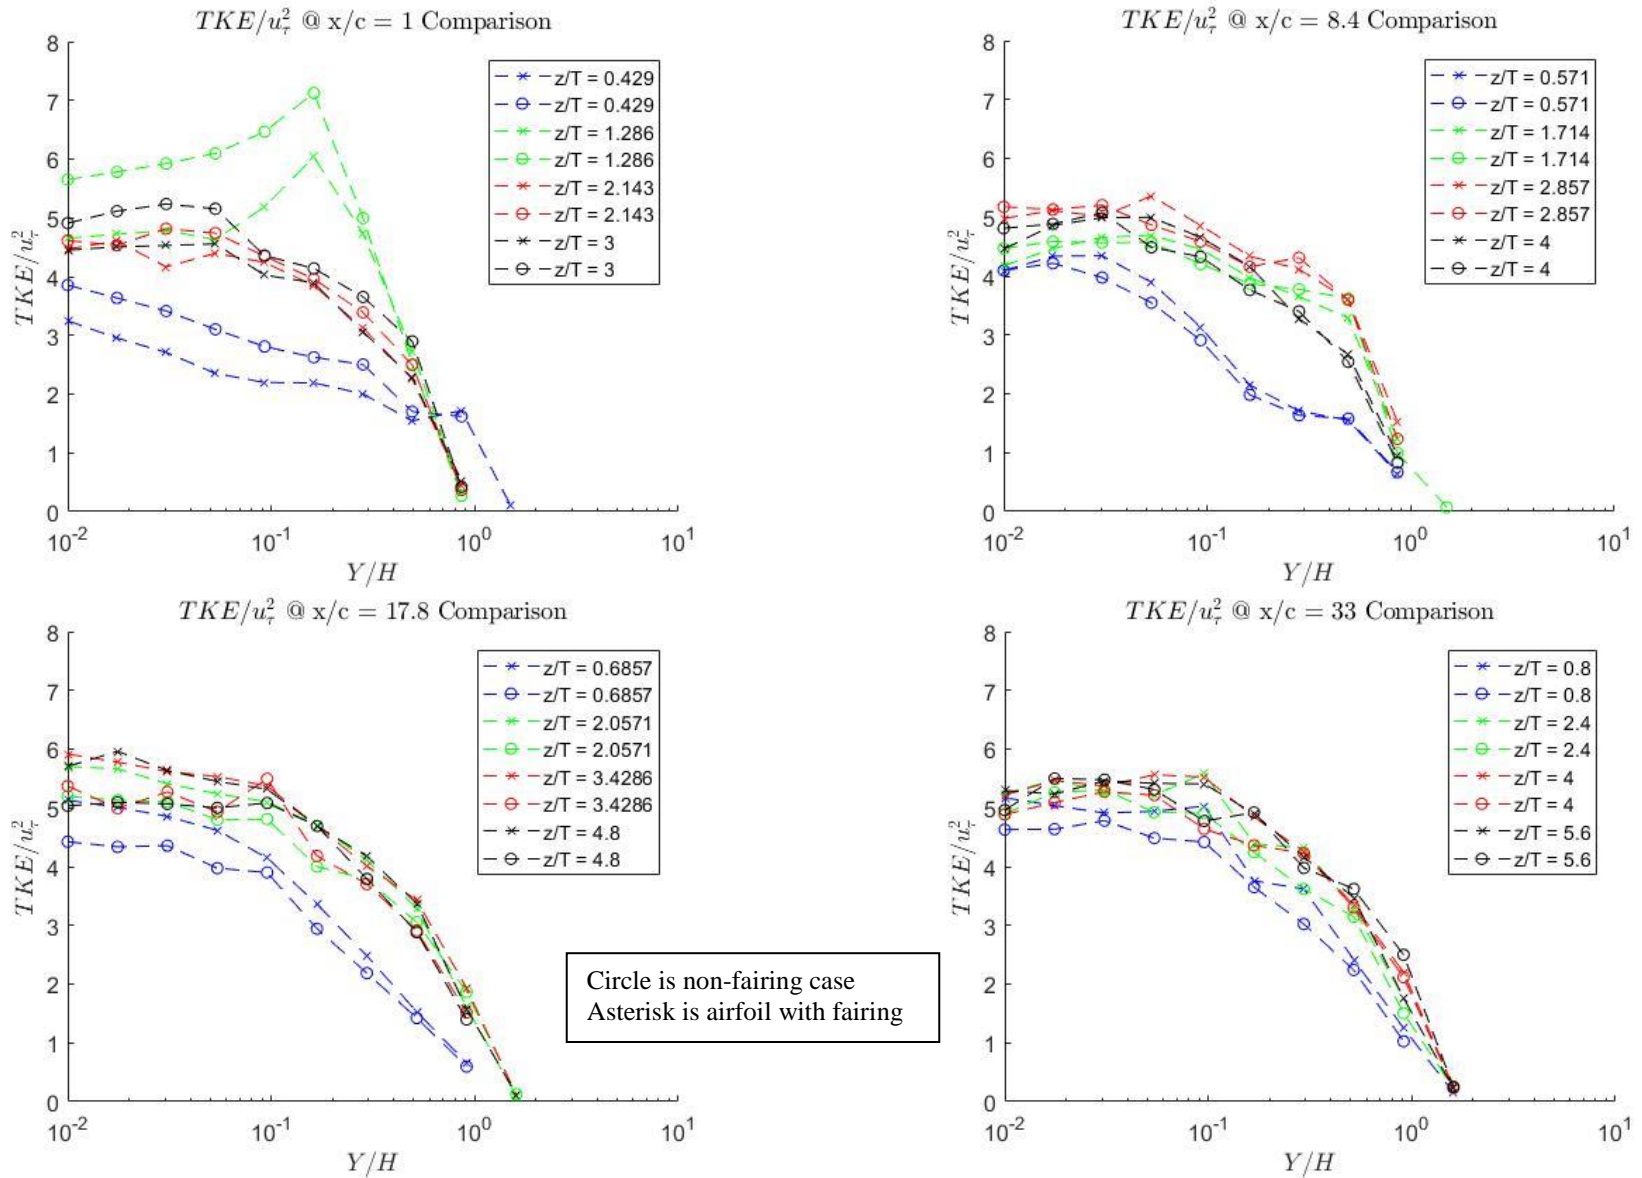 TKE/u_τ^2 @ x/c = 1 Comparison
8
7
6
5
4
3
2
1
0
TKE/u_τ^2
10^-2
10^-1
10^0
10^1
Y/H
z/T = 0.429
z/T = 0.429
z/T = 1.286
z/T = 1.286
z/T = 2.143
z/T = 2.143
z/T = 3
z/T = 3
TKE/u_τ^2 @ x/c = 8.4 Comparison
8
7
6
5
4
3
2
1
0
TKE/u_τ^2
10^-2
10^-1
10^0
10^1
Y/H
z/T = 0.571
z/T = 0.571
z/T = 1.714
z/T = 1.714
z/T = 2.857
z/T = 2.857
z/T = 4
z/T = 4
TKE/u_τ^2 @ x/c = 17.8 Comparison
8
7
6
5
4
3
2
1
0
TKE/u_τ^2
10^-2
10^-1
10^0
10^1
Y/H
z/T = 0.6857
z/T = 0.6857
z/T = 2.0571
z/T = 2.0571
z/T = 3.4286
z/T = 3.4286
z/T = 4.8
z/T = 4.8
Circle is non-fairing case
Asterisk is airfoil with fairing
TKE/u_τ^2 @ x/c = 33 Comparison
8
7
6
5
4
3
2
1
0
TKE/u_τ^2
10^-2
10^-1
10^0
10^1
Y/H
z/T = 0.8
z/T = 0.8
z/T = 2.4
z/T = 2.4
z/T = 4
z/T = 4
z/T = 5.6
z/T = 5.6